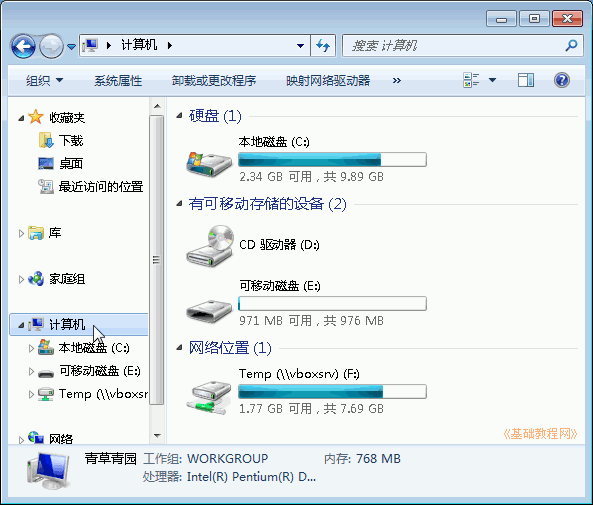 计算机
搜索 计算机
组织 系统属性 卸载或更改程序 映射网络驱动器 »
收藏夹
下载
桌面
最近访问的位置
库
家庭组
计算机
本地磁盘 (C:)
可移动磁盘 (E:)
Temp (\\vboxsr
网络
硬盘 (1)
本地磁盘 (C:)
2.34 GB 可用，共 9.89 GB
有可移动存储的设备 (2)
CD 驱动器 (D:)
可移动磁盘 (E:)
971 MB 可用，共 976 MB
网络位置 (1)
Temp (\\vboxsrv) (F:)
1.77 GB 可用，共 7.69 GB
《基础教程网》
青草青园 工作组: WORKGROUP 内存: 768 MB
处理器: Intel(R) Pentium(R) D...